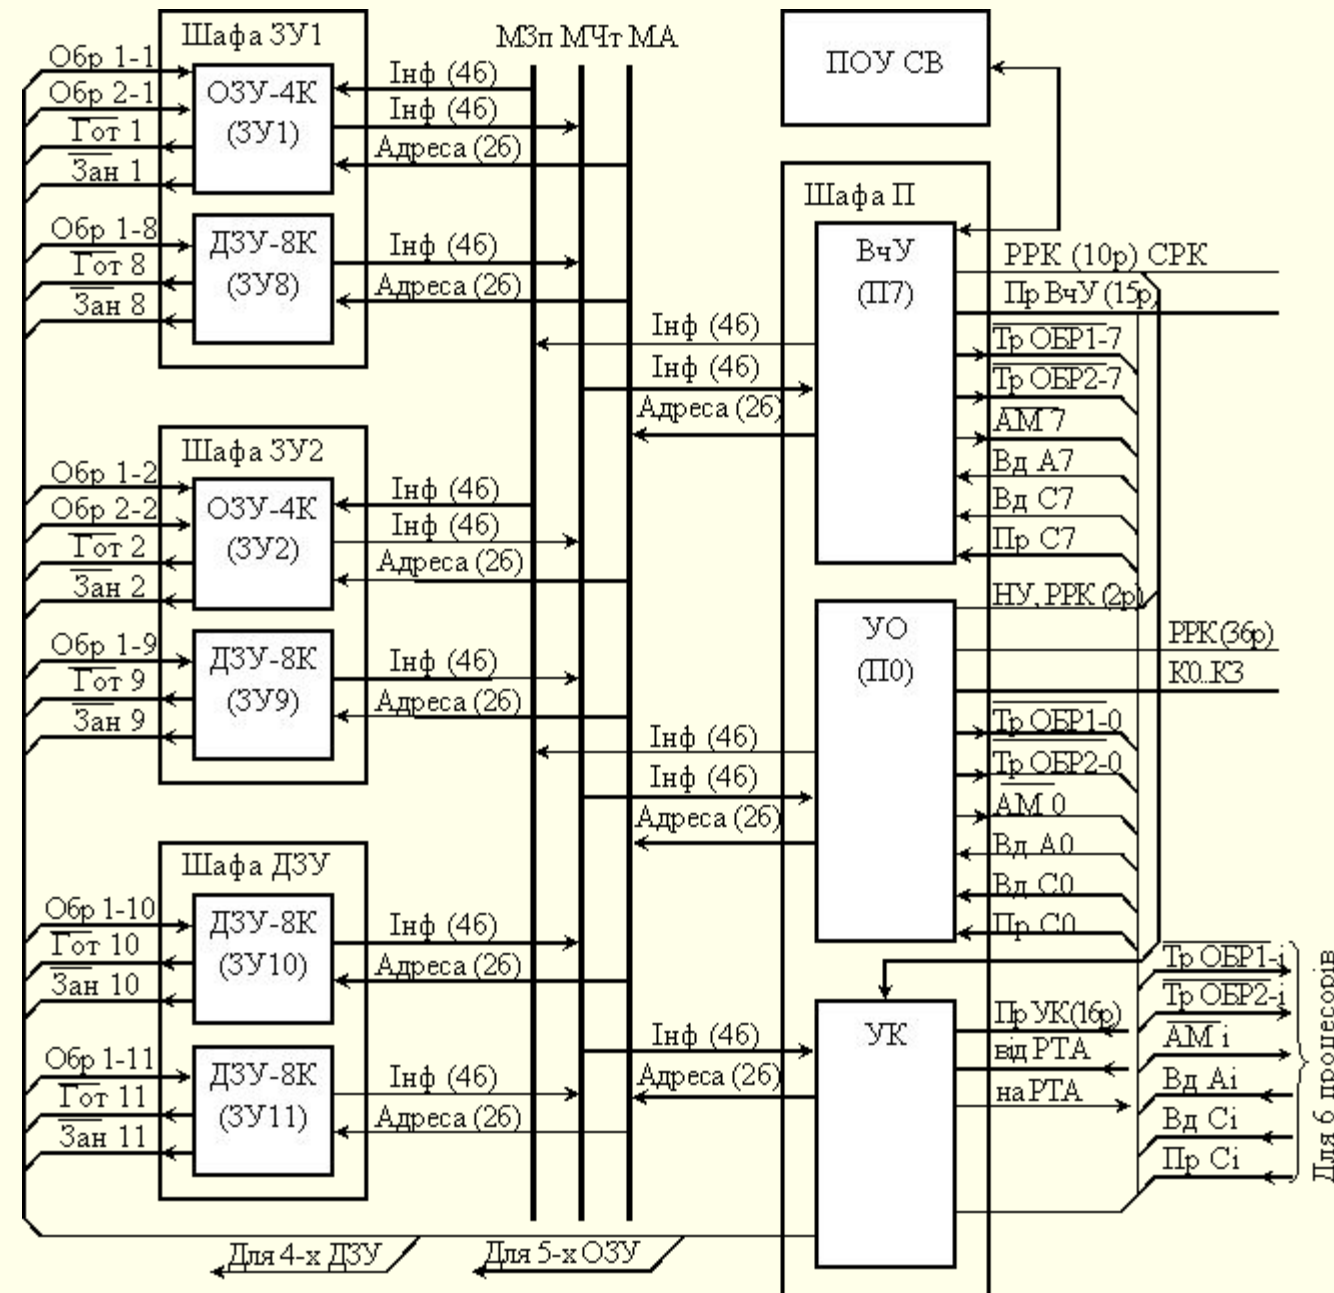 Шафа ЗУ1
МЗп МЧт МА
ПОУ СВ
Обр 1-1
Обр 2-1
Гот 1
Зан 1
ОЗУ-4К
(ЗУ1)
Інф (46)
Інф (46)
Адреса (26)
Обр 1-8
Гот 8
Зан 8
ДЗУ-8К
(ЗУ8)
Інф (46)
Адреса (26)
Шафа П
ВчУ
(П7)
Інф (46)
Інф (46)
Адреса (26)
РРК (10р) СРК
Пр ВчУ (15р)
Тр ОБР1-7
Тр ОБР2-7
АМ 7
Вд А7
Вд С7
Пр С7
Шафа ЗУ2
Обр 1-2
Обр 2-2
Гот 2
Зан 2
ОЗУ-4К
(ЗУ2)
Інф (46)
Інф (46)
Адреса (26)
Обр 1-9
Гот 9
Зан 9
ДЗУ-8К
(ЗУ9)
Інф (46)
Адреса (26)
УО
(П0)
Інф (46)
Інф (46)
Адреса (26)
НУ, РРК (2р)
РРК(36р)
К0..К3
Тр ОБР1-0
Тр ОБР2-0
АМ 0
Вд А0
Вд С0
Пр С0
Шафа ДЗУ
Обр 1-10
Гот 10
Зан 10
ДЗУ-8К
(ЗУ10)
Інф (46)
Адреса (26)
Обр 1-11
Гот 11
Зан 11
ДЗУ-8К
(ЗУ11)
Інф (46)
Адреса (26)
УК
Інф (46)
Адреса (26)
Пр УК(16р)
від РТА
на РТА
Тр ОБР1-і
Тр ОБР2-і
АМ і
Вд Аі
Вд Сі
Пр Сі
Для 6 процесорів
Для 4-х ДЗУ
Для 5-х ОЗУ